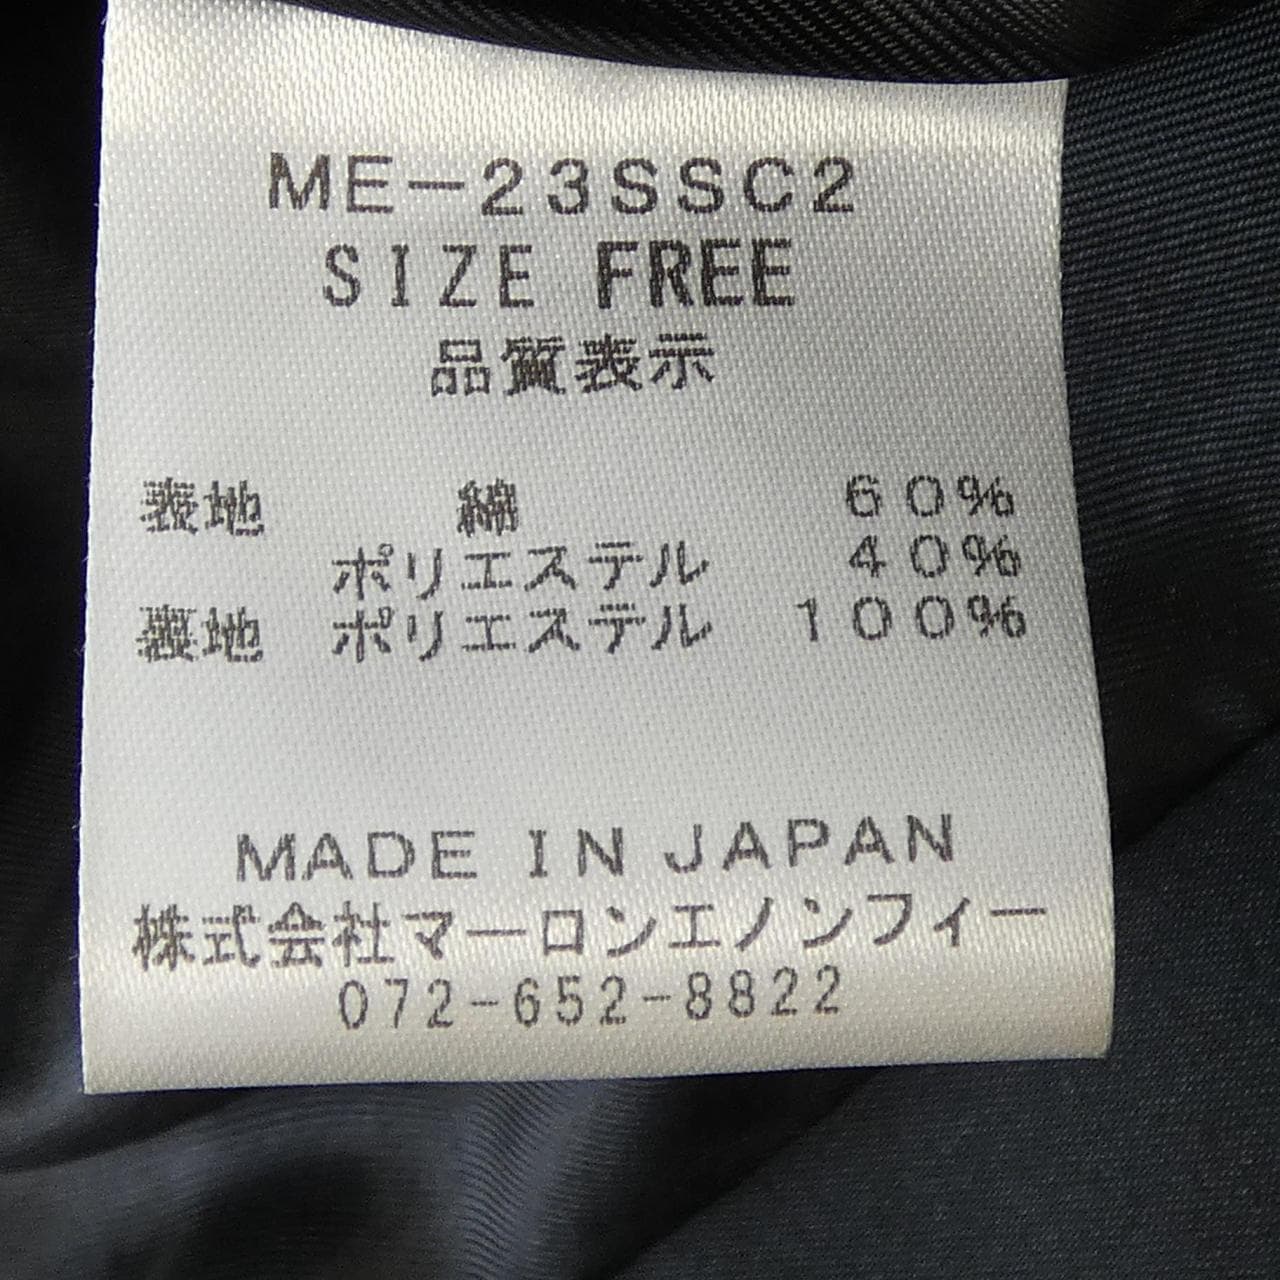 ME-23SSC2
SIZE FREE
品質表示
表地 綿 60%
ポリエステル 40%
裏地 ポリエステル 100%
MADE IN JAPAN
株式会社マーロンエノンフィー
072-652-8822